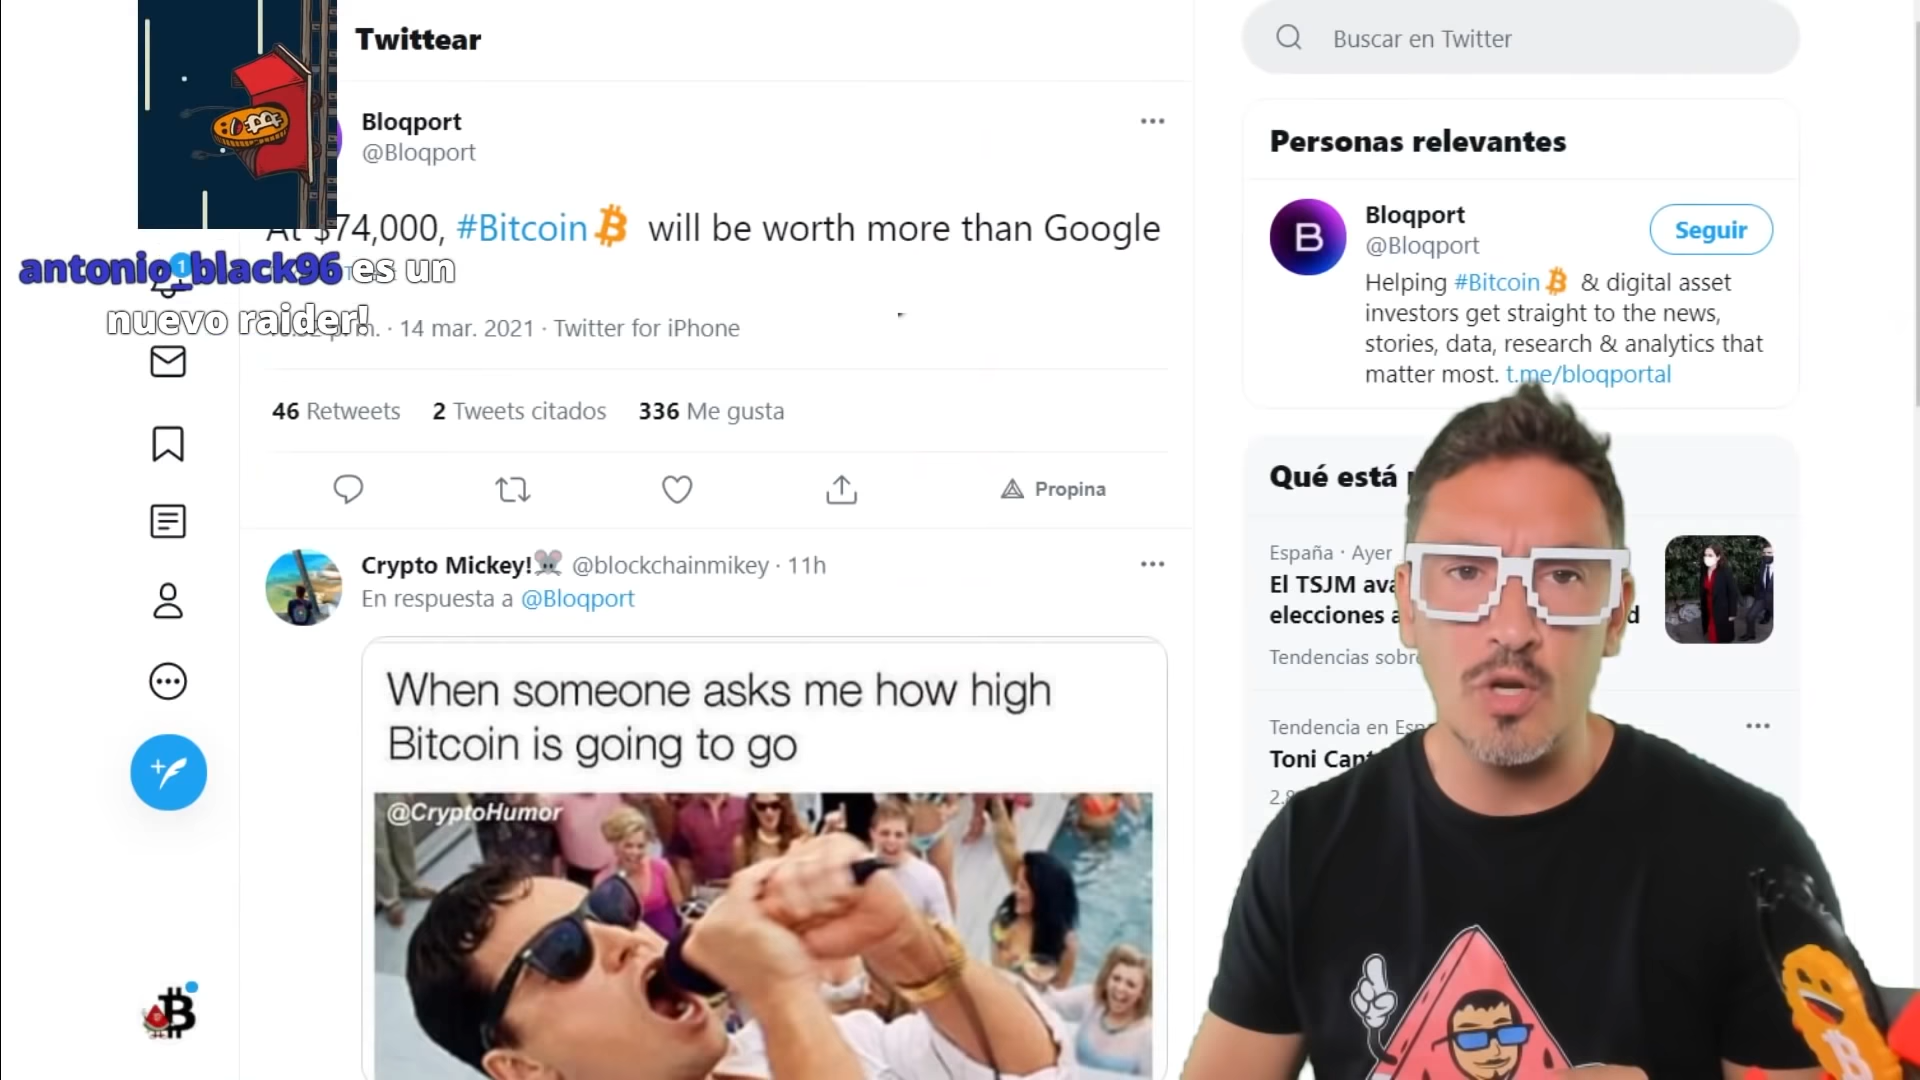 Twittear
Bloqport
@Bloqport
At $74,000, #Bitcoin will be worth more than Google
antonio_black96 es un
nuevo raider!
14 mar. 2021 · Twitter for iPhone
46 Retweets 2 Tweets citados 336 Me gusta
Propina
Crypto Mickey! @blockchainmikey · 11h
En respuesta a @Bloqport
When someone asks me how high
Bitcoin is going to go
@CryptoHumor
Buscar en Twitter
Personas relevantes
Bloqport
@Bloqport
Seguir
Helping #Bitcoin & digital asset
investors get straight to the news,
stories, data, research & analytics that
matter most. t.me/bloqportal
Qué está
España · Ayer
El TSJM
elecciones
Tendencias
Tendencia en
Toni
1
B